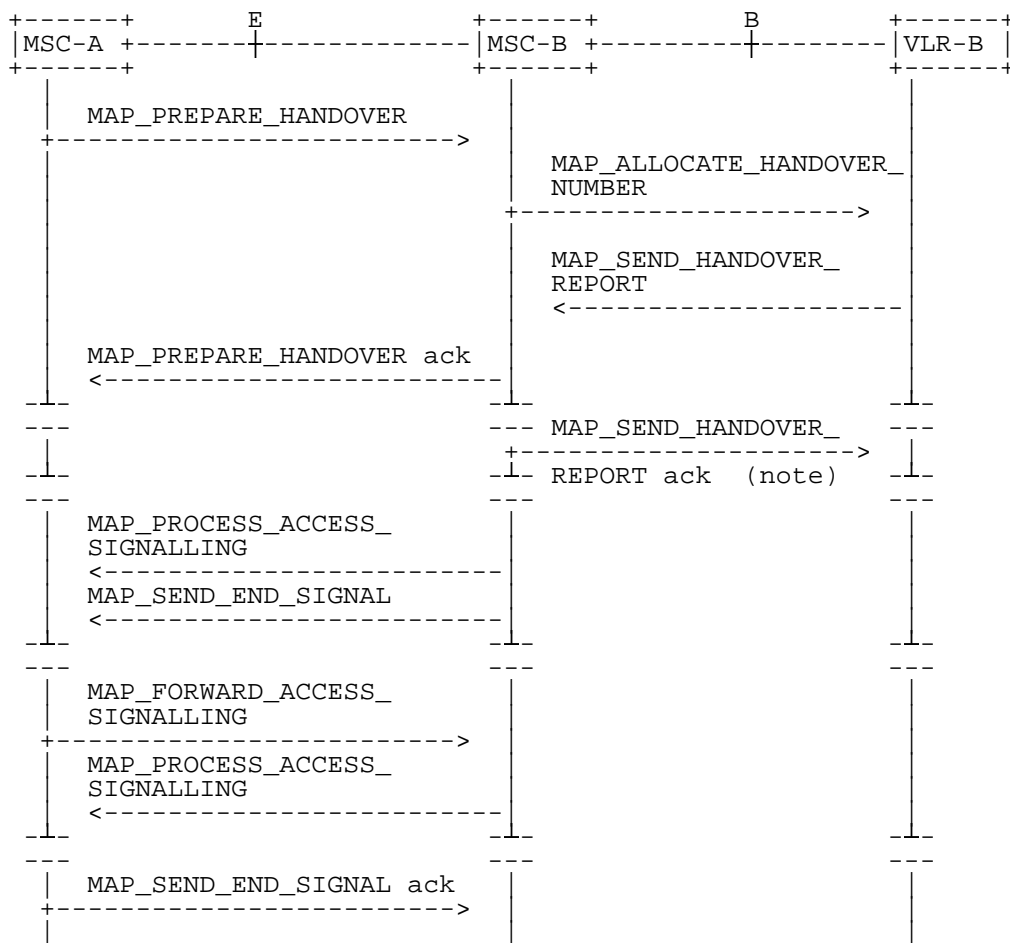 E B
MSC-A MSC-B VLR-B
MAP_PREPARE_HANDOVER
MAP_ALLOCATE_HANDOVER_
NUMBER
MAP_SEND_HANDOVER_
REPORT
MAP_PREPARE_HANDOVER ack
MAP_SEND_HANDOVER_
REPORT ack (note)
MAP_PROCESS_ACCESS_
SIGNALLING
MAP_SEND_END_SIGNAL
MAP_FORWARD_ACCESS_
SIGNALLING
MAP_PROCESS_ACCESS_
SIGNALLING
MAP_SEND_END_SIGNAL ack